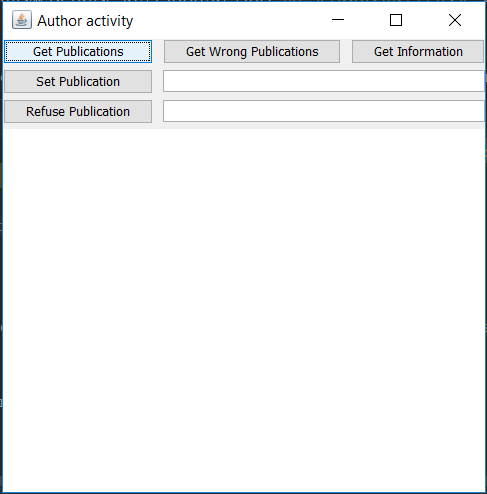 Author activity
Get Publications Get Wrong Publications Get Information
Set Publication
Refuse Publication